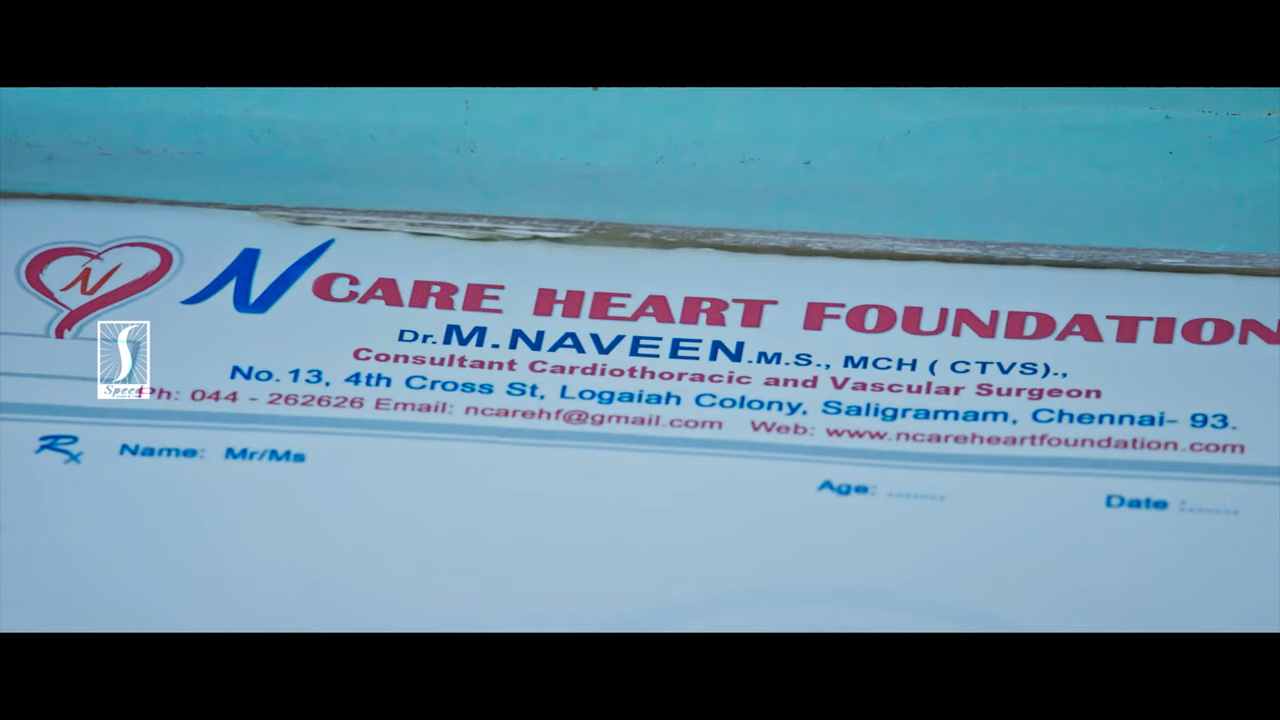 N
N CARE HEART FOUNDATION
Dr.M.NAVEEN.M.S., MCH ( CTVS).,
Consultant Cardiothoracic and Vascular Surgeon
No.13, 4th Cross St, Logaiah Colony, Saligramam, Chennai- 93.
Ph: 044 - 262626 Email: ncarehf@gmail.com Web: www.ncareheartfoundation.com
Rx Name: Mr/Ms Age: ........ Date :........
S
Speed